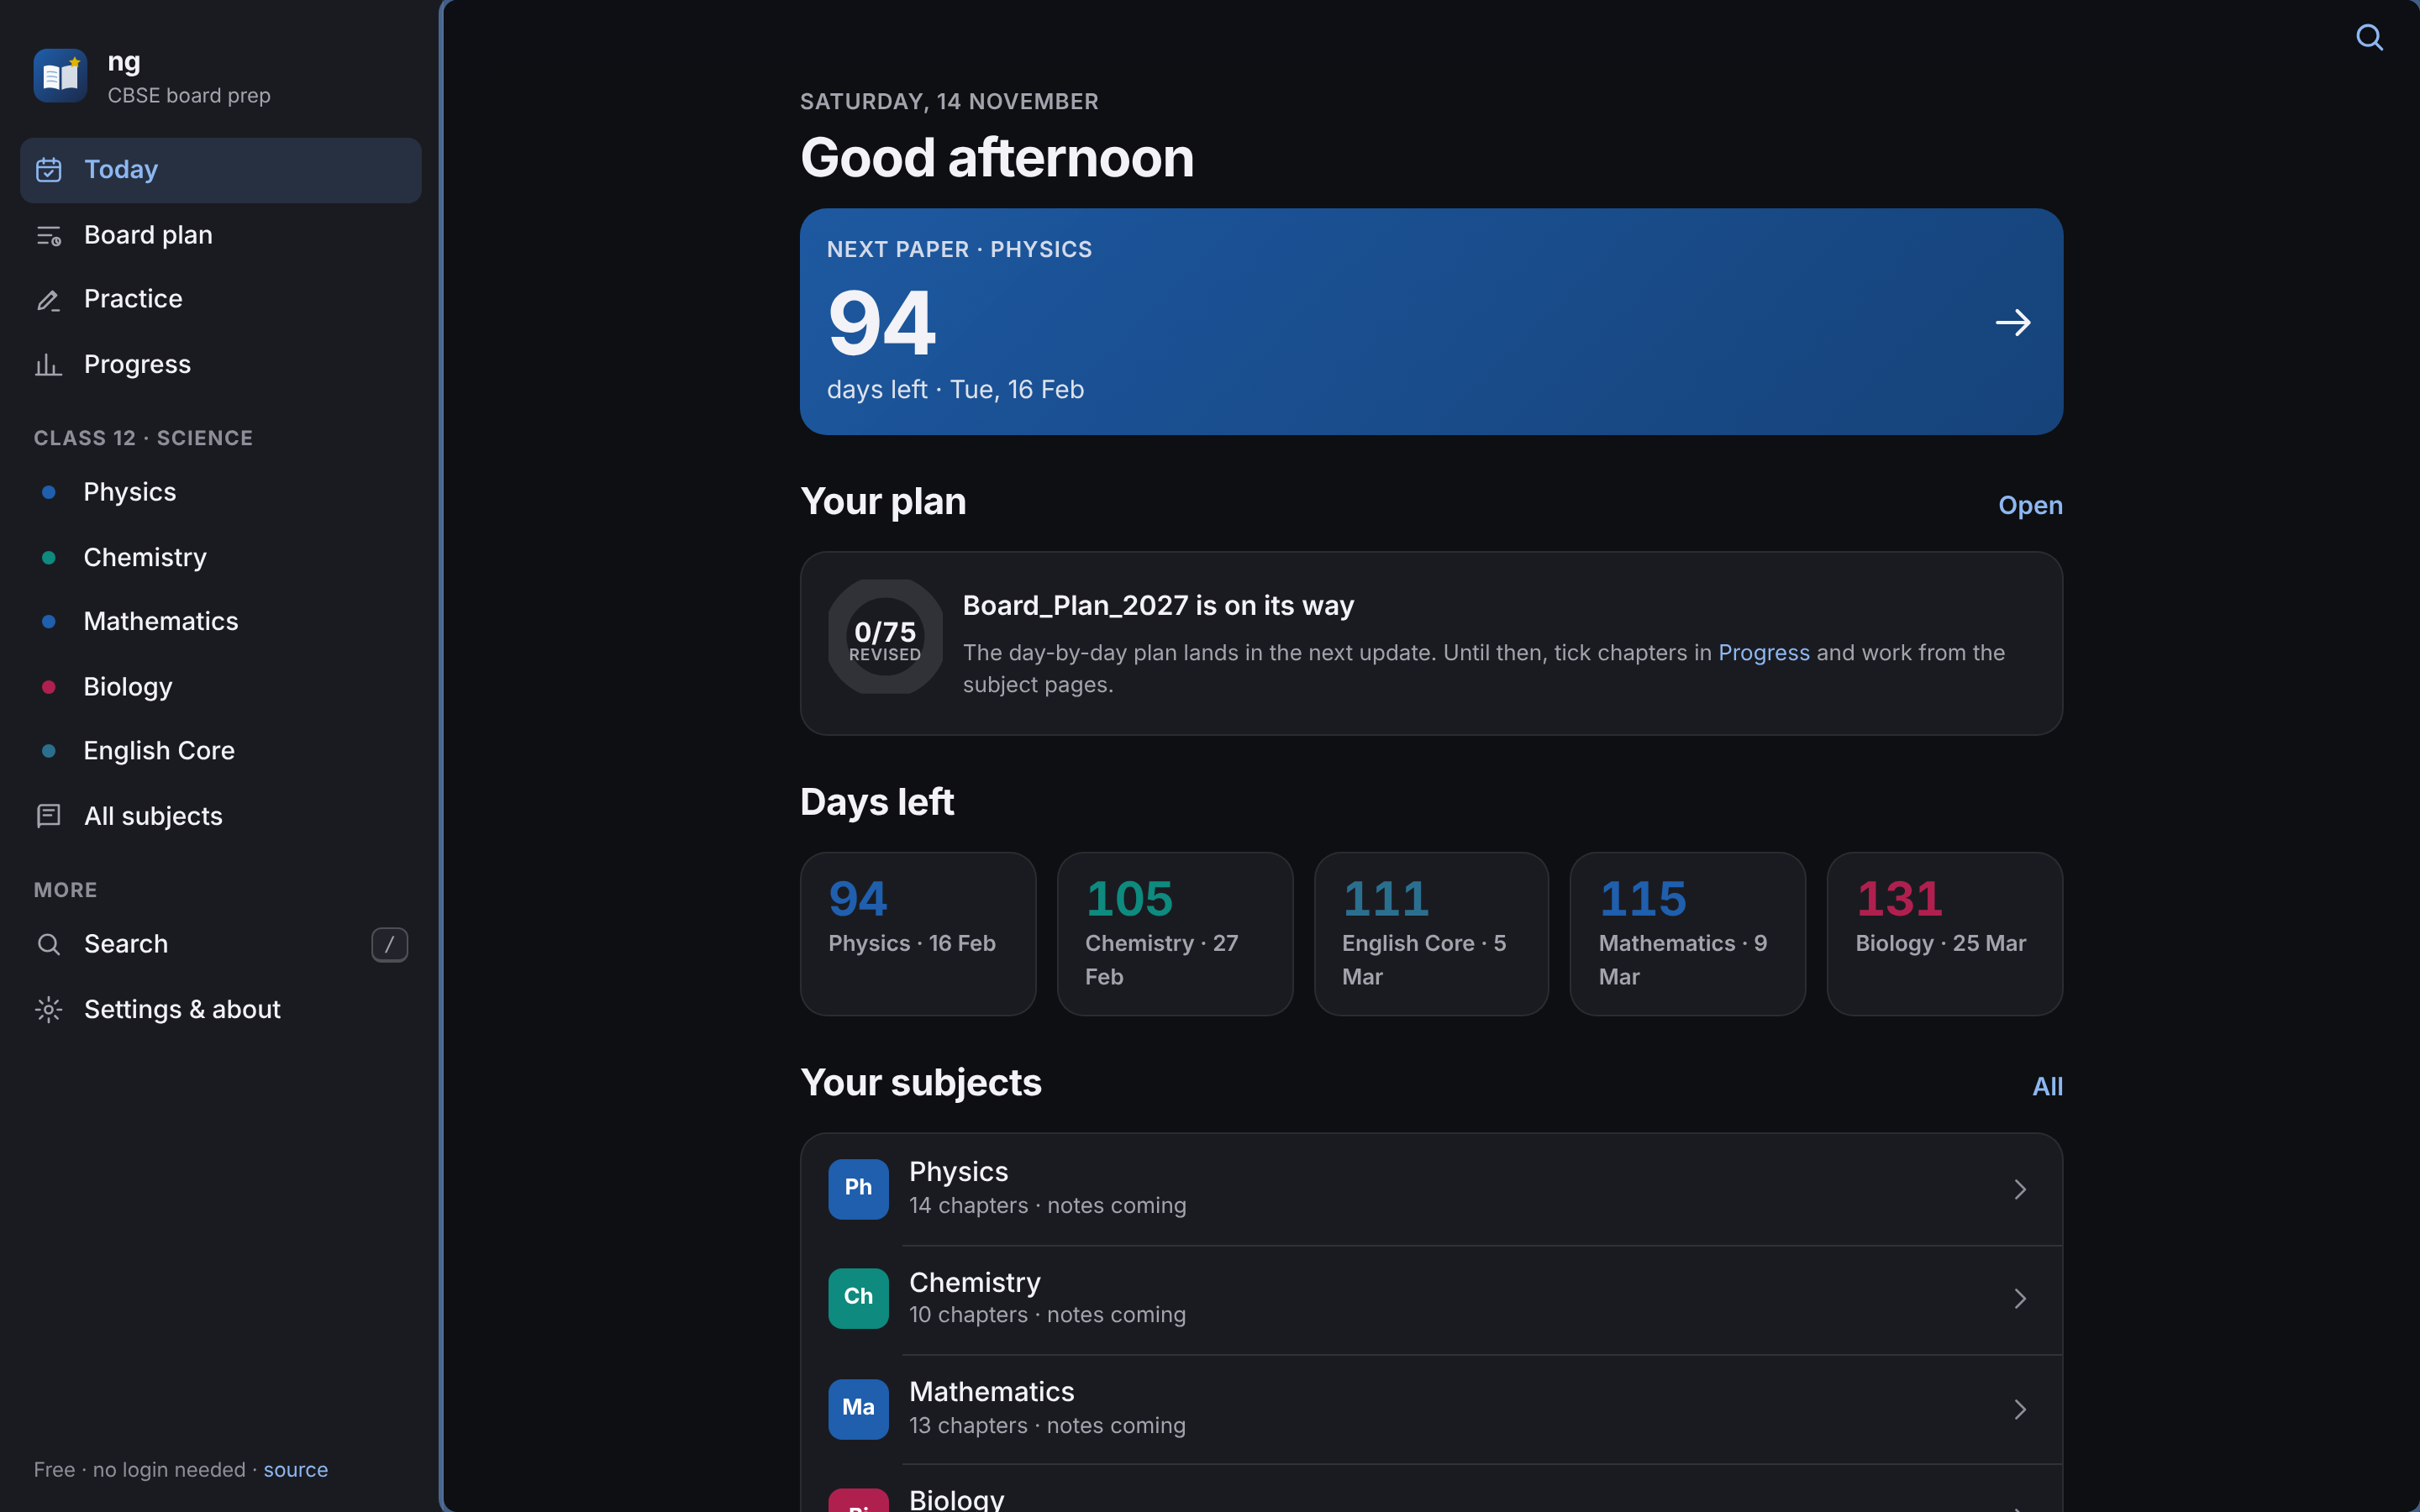 ng
CBSE board prep
Today
Board plan
Practice
Progress
CLASS 12 · SCIENCE
Physics
Chemistry
Mathematics
Biology
English Core
All subjects
MORE
Search
/
Settings & about
Free · no login needed · source
SATURDAY, 14 NOVEMBER
Good afternoon
NEXT PAPER · PHYSICS
94
days left · Tue, 16 Feb
Your plan
Open
0/75
REVISED
Board_Plan_2027 is on its way
The day-by-day plan lands in the next update. Until then, tick chapters in Progress and work from the
subject pages.
Days left
94
Physics · 16 Feb
105
Chemistry · 27
Feb
111
English Core · 5
Mar
115
Mathematics · 9
Mar
131
Biology · 25 Mar
Your subjects
All
Ph
Physics
14 chapters · notes coming
Ch
Chemistry
10 chapters · notes coming
Ma
Mathematics
13 chapters · notes coming
Bi
Biology